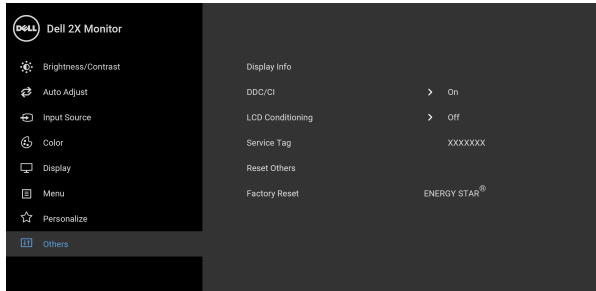 DELL
Dell 2X Monitor
Brightness/Contrast
Auto Adjust
Input Source
Color
Display
Menu
Personalize
Others
Display Info
DDC/CI > On
LCD Conditioning > Off
Service Tag XXXXXXX
Reset Others
Factory Reset ENERGY STAR®